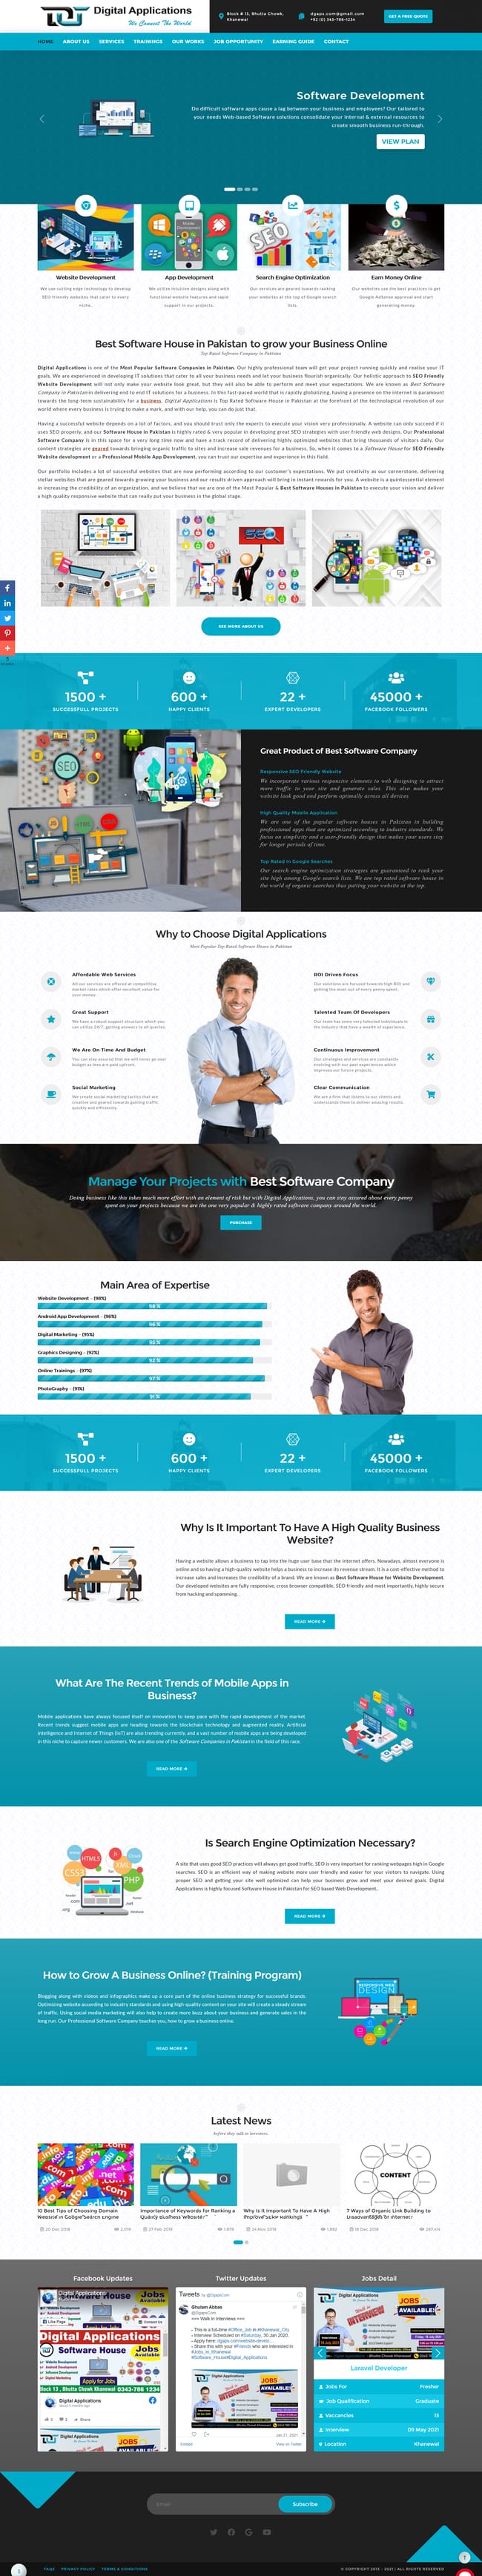 Digital Applications
We Connect The World
Block # 13, Bhutta Chowk, Khanewal
dgaps.com@gmail.com
+92 (0) 343-786-1234
GET A FREE QUOTE
HOME ABOUT US SERVICES TRAININGS OUR WORKS JOB OPPORTUNITY EARNING GUIDE CONTACT
Software Development
Do difficult software apps cause a lag between your business and employees? Our tailored to
your needs Web-based Software solutions consolidate your internal & external resources to
create smooth business run-through.
VIEW PLAN
Website Development
We use cutting edge technology to develop
SEO friendly websites that cater to every
niche.
App Development
We utilize intuitive designs along with
functional website features and rapid
support in our projects.
Search Engine Optimization
Our services are geared towards ranking
your websites at the top of Google search
lists.
Earn Money Online
Our websites use the best practices to get
Google AdSense approval and start
generating money.
Best Software House in Pakistan to grow your Business Online
Top Rated Software Company in Pakistan
Digital Applications is one of the Most Popular Software Companies in Pakistan. Our highly professional team will get your project running quickly and realise your IT
goals. We are experienced in developing IT solutions that cater to all your business needs and let your business flourish organically. Our holistic approach to SEO Friendly
Website Development will not only make your website look great, but they will also be able to perform and meet your expectations. We are known as Best Software
Company in Pakistan in delivering end to end IT solutions for a business. In this fast-paced world that is rapidly globalizing, having a presence on the internet is paramount
towards the long-term sustainability for a business. Digital Applications is Top Rated Software House in Pakistan at the forefront of the technological revolution of our
world where every business is trying to make a mark, and with our help, you can do just that.
Having a successful website depends on a lot of factors, and you should trust only the experts to execute your vision very professionally. A website can only succeed if it
uses SEO properly, and our Software House in Pakistan is highly rated & very popular in developing great SEO strategies with user friendly web designs. Our Professional
Software Company is in this space for a very long time and have a track record of developing highly optimized websites that bring thousands of visitors daily. Our
content strategies are geared towards bringing organic traffic to sites and increase sale revenues for a business. So, when it comes to a Software House for SEO Friendly
Website development or a Professional Mobile App Development, you can trust our expertise and experience in this field.
Our portfolio includes a lot of successful websites that are now performing according to our customer's expectations. We put creativity as our cornerstone, delivering
stellar websites that are geared towards growing your business and our results driven approach will bring in instant rewards for you. A website is a quintessential element
in increasing the credibility of a business organization, and we believe that we are one of the Most Popular & Best Software Houses in Pakistan to execute your vision and deliver
a high quality responsive website that can really put your business in the global stage.
SEO
SEE MORE ABOUT US
1500 +
SUCCESSFULL PROJECTS
600 +
HAPPY CLIENTS
22 +
EXPERT DEVELOPERS
45000 +
FACEBOOK FOLLOWERS
SEO
HTML
CSS
Great Product of Best Software Company
Responsive SEO Friendly Website
We incorporate various responsive elements to web designing to attract
more traffic to your site and generate sales. This also makes your
website look good and perform optimally across all devices.
High Quality Mobile Application
We are one of the popular software houses in Pakistan to building
professional apps that are optimized according to industry standards. We
focus on simplicity and a user-friendly design that makes your users stay
for longer periods of time.
Top Rated in Google Searches
Our search engine optimization strategies are guaranteed to rank your
site high among Google search lists. We are top software house in
the world of organic searches thus putting your website at the top.
Why to Choose Digital Applications
Most Popular Top Rated Software House in Pakistan
Affordable Web Services
All our services are offered at competitive
market rates which offer excellent value for
your money.
Great Support
We have a robust support structure which you
can utilize 24/7, getting answers to all queries.
We Are On Time And Budget
You can stay assured that we will never go over
budget as fees are paid upfront.
Social Marketing
We create social marketing tactics that are
creative and geared towards gaining traffic
quickly and efficiently.
ROI Driven Focus
Our solutions are focused towards high ROI and
getting the most out of every penny spent.
Talented Team Of Developers
Our team has some very talented individuals in
the industry that have a wealth of experience.
Continuous Improvement
Our strategies and services are constants
evolving with our past experiences which
improves our future projects.
Clear Communication
We are a firm that listens to our clients and
understands them to deliver amazing results.
Manage Your Projects with Best Software Company
Doing business like this takes much more effort with an element of risk but with Digital Applications, you can stay assured about every penny
spent on your projects because we are the one very popular & highly rated software company around the world.
PURCHASE
Main Area of Expertise
Website Development - (98%)
98 %
Android App Development - (96%)
96 %
Digital Marketing - (95%)
95 %
Graphics Designing - (92%)
92 %
Online Trainings - (97%)
97 %
PhotoGraphy - (91%)
91 %
1500 +
SUCCESSFULL PROJECTS
600 +
HAPPY CLIENTS
22 +
EXPERT DEVELOPERS
45000 +
FACEBOOK FOLLOWERS
Why Is It Important To Have A High Quality Business
Website?
Having a website allows a business to tap into the huge user base that the internet offers. Nowadays, almost everyone is
online and so having a high-quality website helps a business to increase its revenue stream. It is a cost-effective method to
increase sales and increases the credibility of a brand. We are known as Best Software House for Website Development.
Our developed websites are fully responsive, cross browser compatible, SEO friendly and most importantly, highly secure
from hacking and spamming.
READ MORE
What Are The Recent Trends of Mobile Apps in
Business?
Mobile applications have always focused itself on innovation to keep pace with the rapid development of the market.
Recent trends suggest mobile apps are heading towards the blockchain technology and augmented reality. Artificial
intelligence and Internet of Things (IoT) are also trending currently, and a vast number of mobile apps are being developed
in this niche to capture newer customers. We are also one of the Software Companies in Pakistan in the field of this race.
READ MORE
Is Search Engine Optimization Necessary?
A site that uses good SEO practices will always get good traffic. SEO is very important for ranking webpages high in Google
searches. SEO is an efficient way of making website more user friendly and easier for your visitors to navigate. Using
proper SEO and getting your site well optimized can help your business grow and meet your desired goals. Digital
Applications is highly focused Software House in Pakistan for SEO based Web Development.
READ MORE
How to Grow A Business Online? (Training Program)
Blogging along with videos and infographics make up a core part of the online business strategy for successful brands.
Optimizing website according to industry standards and using high-quality content on your site will create a steady stream
of traffic. Using social media marketing will also help to create more buzz about your business and generate sales in the
long run. Our Professional Software Company teaches you, how to grow a business online.
READ MORE
RESPONSIVE WEB
DESIGN
Latest News
before they talk to investors.
10 Best Tips of Choosing Domain
20 Dec 2018
Importance of Keywords for Ranking a
27 Feb 2019
Why Is It Important To Have A High
24 Nov 2018
CONTENT
7 Ways of Organic Link Building to
15 Dec 2018
Facebook Updates
Twitter Updates
Jobs Detail
Digital Applications
Jobs Available
Software House
Apply for Jobs
Digital Applications
Tweets by @DgapsCom
Ghulam Abbas
@DgapsCom
=== Walk in interviews ===
- This is a full-time #Office_Job at #Khanewal_City
- Interview Scheduled on #Saturday, 30 Jan 2020.
- Apply here: dgaps.com/website-develo...
- Share this with your #Friends who are interested in
#Jobs_in_Khanewal
#Software_House #Digital_Applications
JOBS
AVAILABLE!
Embed
View on Twitter
Laravel Developer
Jobs For Fresher
Job Qualification Graduate
Vaccancies 15
Interview 09 May 2021
Location Khanewal
Email
Subscribe
FAQS PRIVACY POLICY TERMS & CONDITIONS
© COPYRIGHT 2013 - 2021 | ALL RIGHTS RESERVED